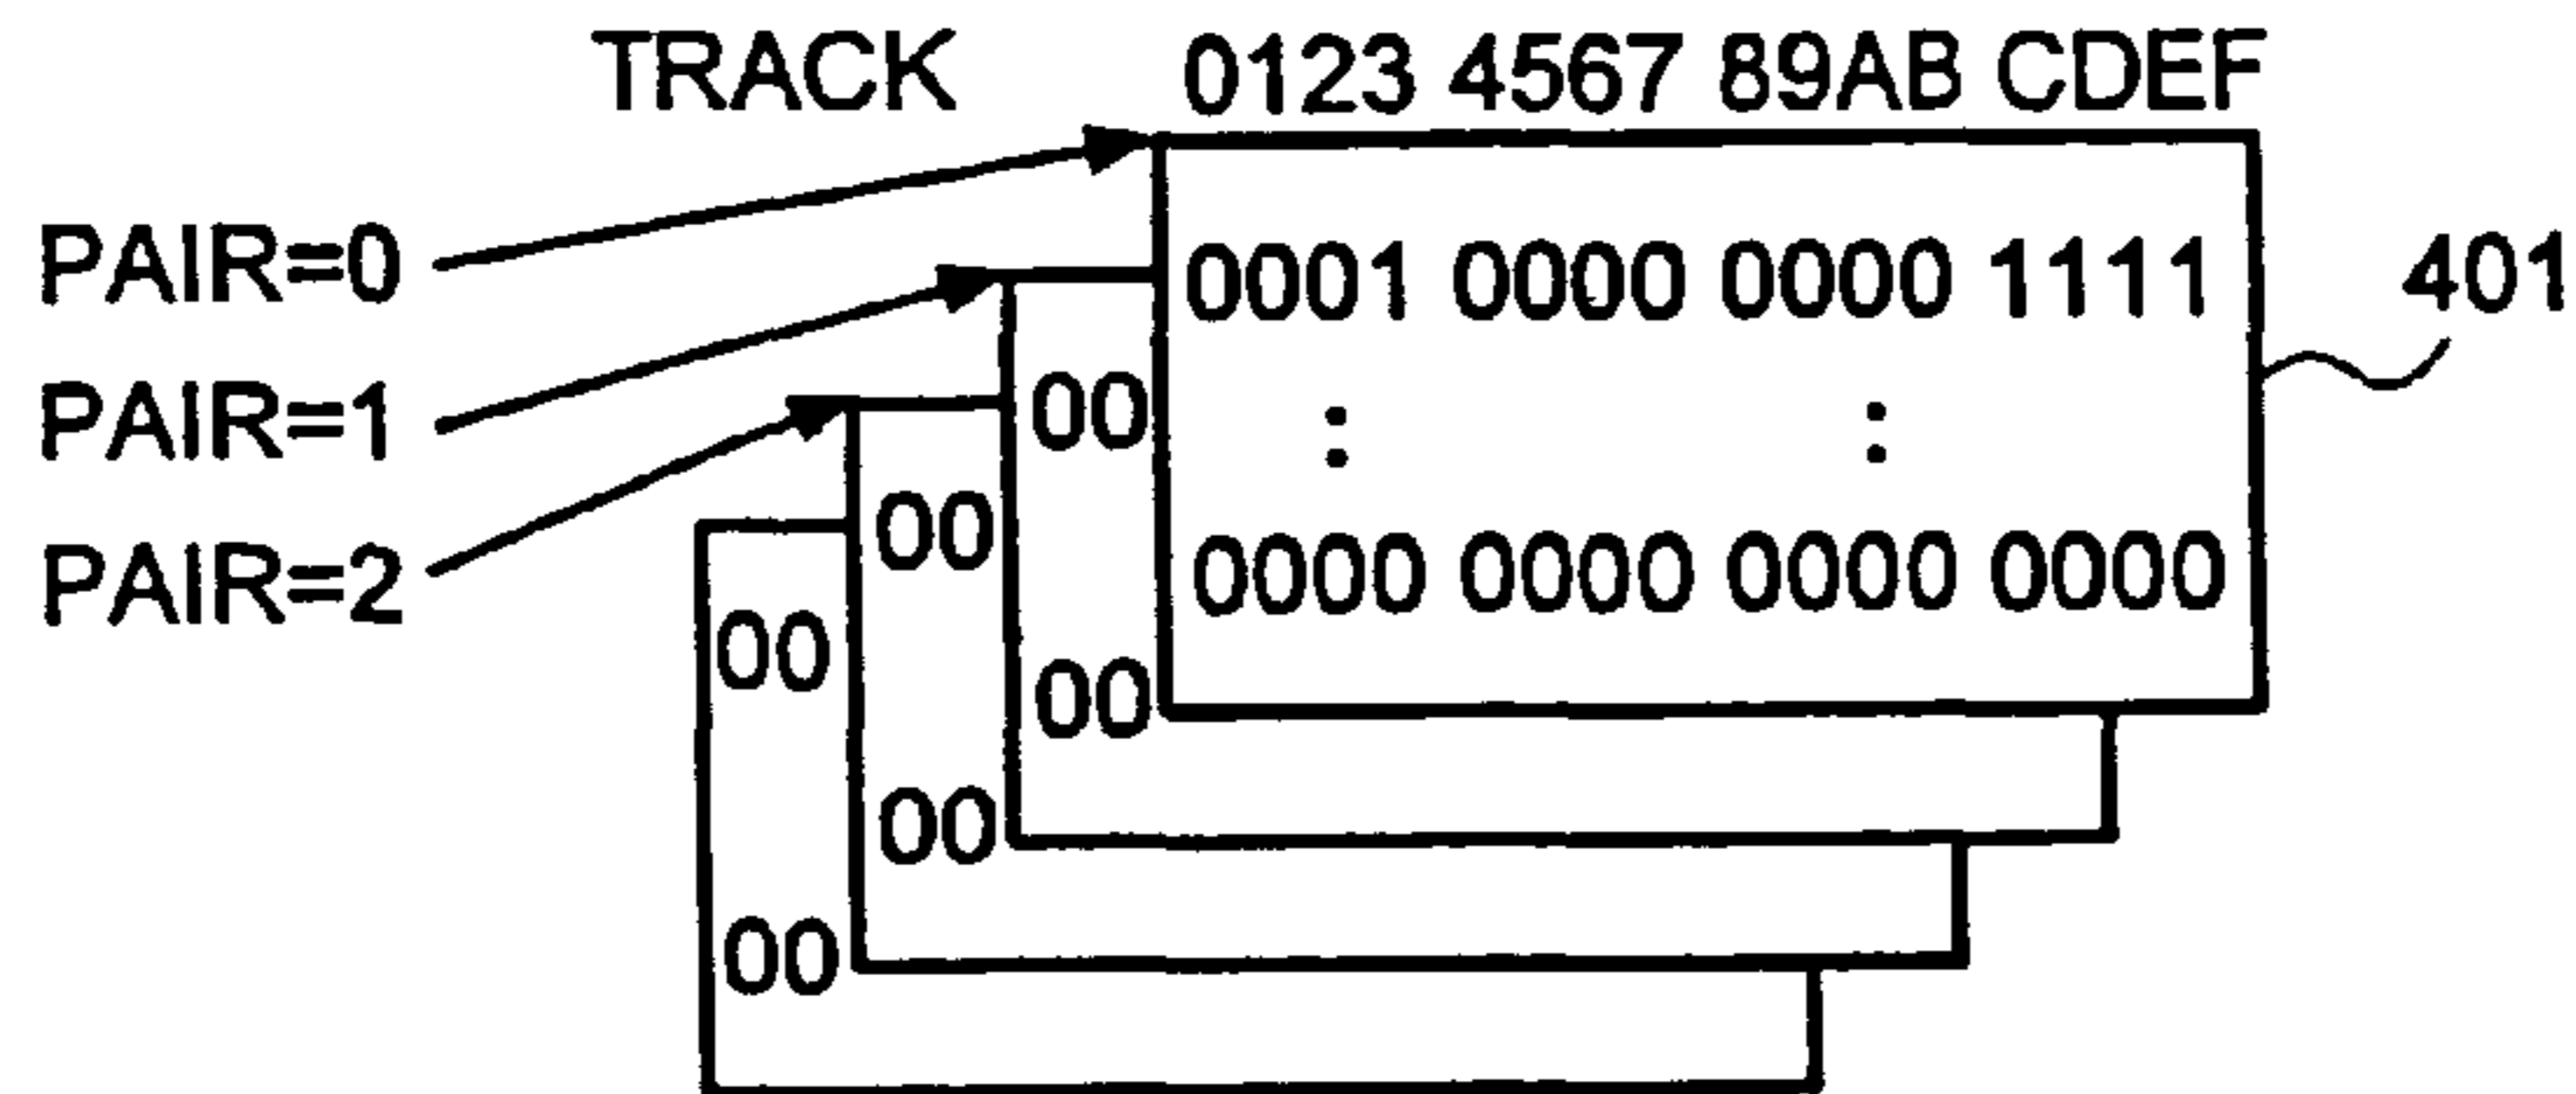 TRACK 0123 4567 89AB CDEF
PAIR=0 0001 0000 0000 1111 401
PAIR=1 00 : :
PAIR=2 00 0000 0000 0000 0000
00 00
00
00